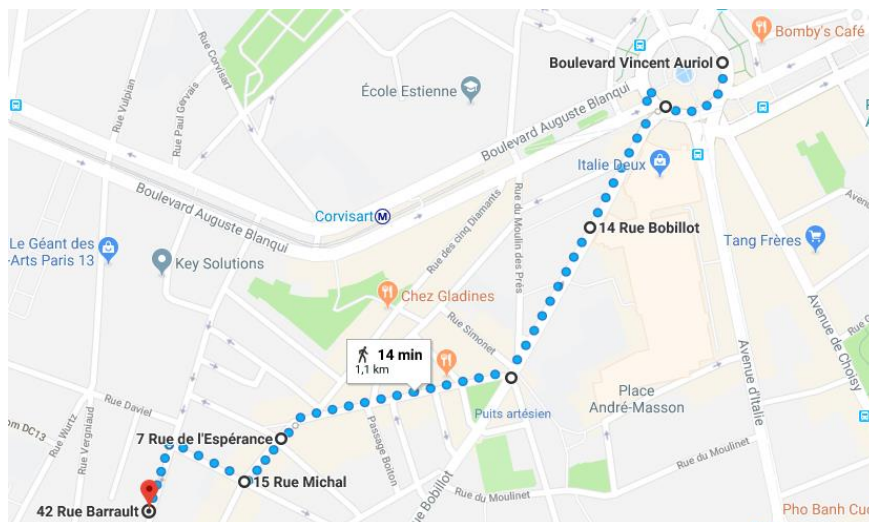 Bomby's Café
Boulevard Vincent Auriol
Rue Corvisart
École Estienne
Rue Vulpian
Rue Paul Gervais
Boulevard Auguste Blanqui
Italie Deux
Boulevard Auguste Blanqui
Corvisart
M
Rue des cinq Diamants
Rue du Moulin des Prés
14 Rue Bobillot
Tang Frères
Le Géant des
-Arts Paris 13
Key Solutions
Chez Gladines
Rue Simonet
14 min
1,1 km
Avenue de Choisy
Avenue d'Italie
Place
André-Masson
Puits artésien
Rue Daviel
om DC13
Rue Wurtz
Rue Vergniaud
7 Rue de l'Espérance
Passage Boiton
Rue Bobillot
Rue du Moulinet
15 Rue Michal
Rue du Moulinet
42 Rue Barrault
Pho Banh Cuo